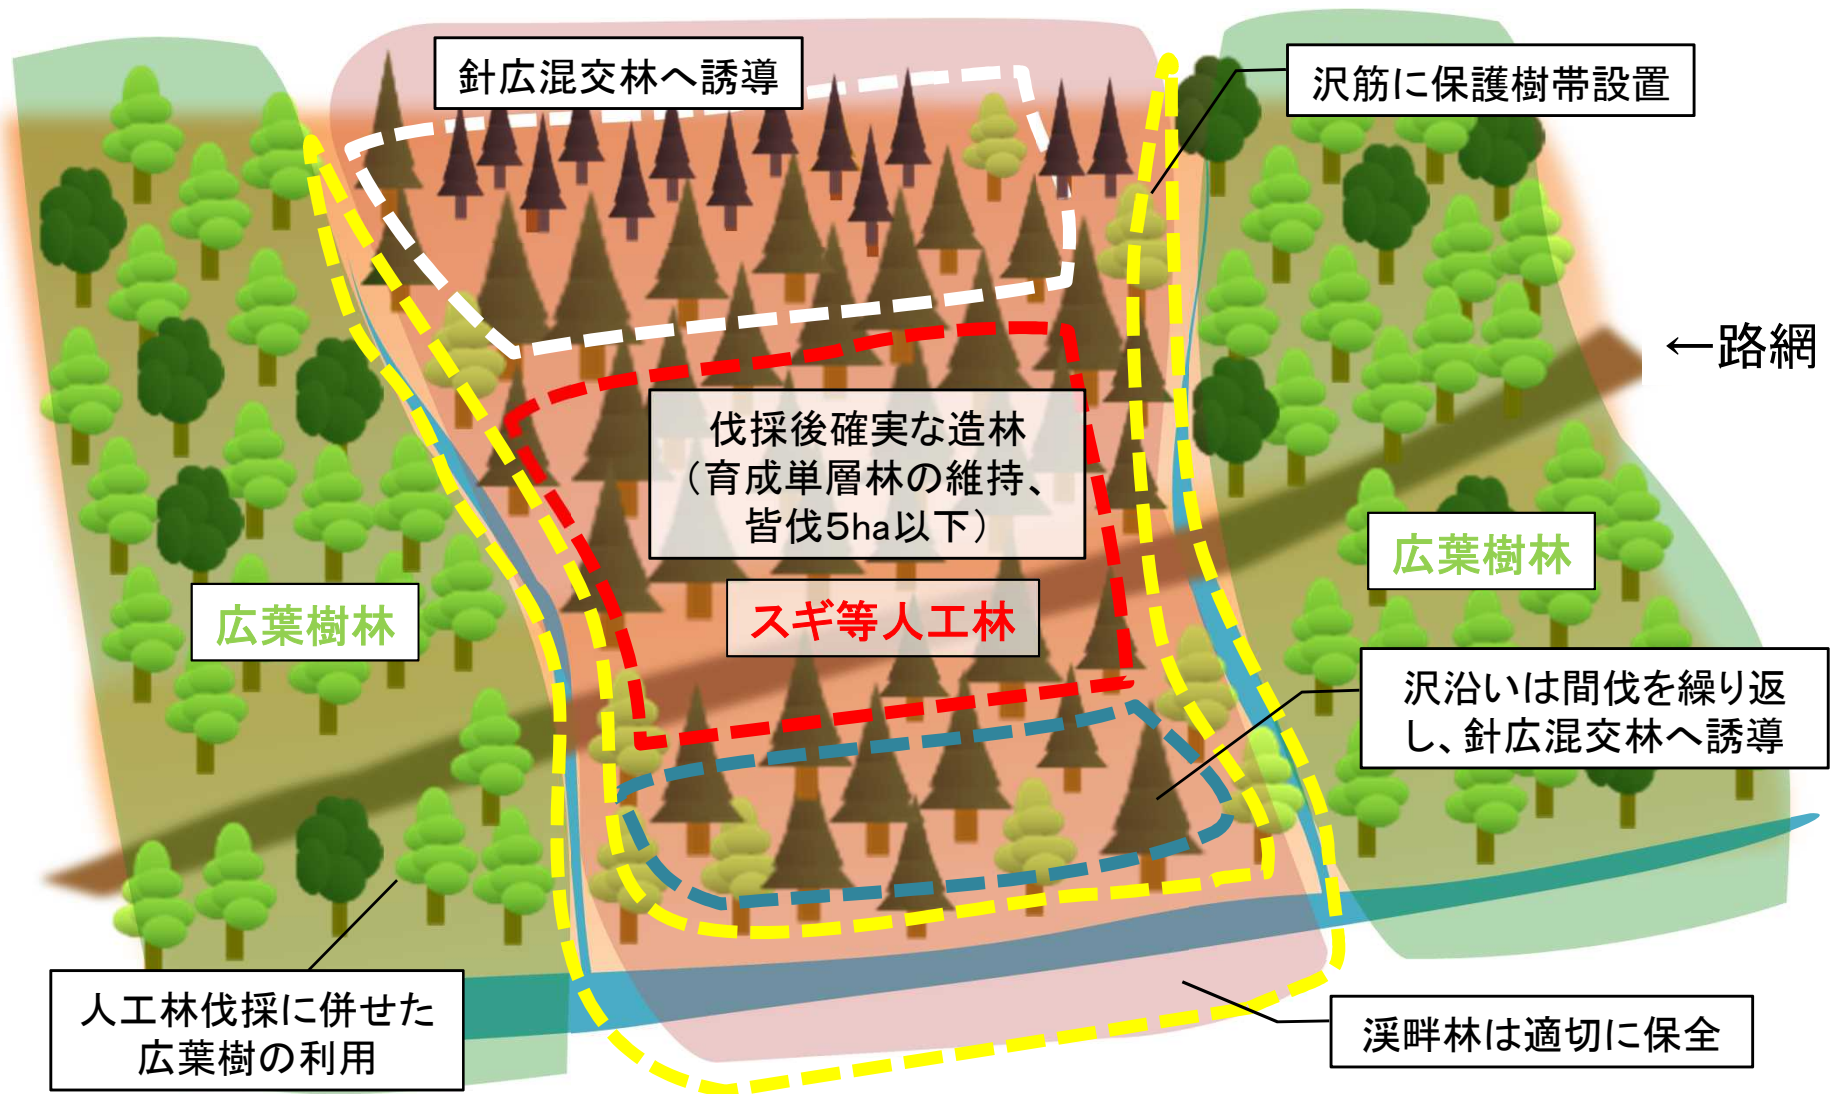 針広混交林へ誘導
沢筋に保護樹帯設置
←路網
伐採後確実な造林
（育成単層林の維持、
皆伐5ha以下）
広葉樹林
スギ等人工林
広葉樹林
沢沿いは間伐を繰り返
し、針広混交林へ誘導
人工林伐採に併せた
広葉樹の利用
渓畔林は適切に保全